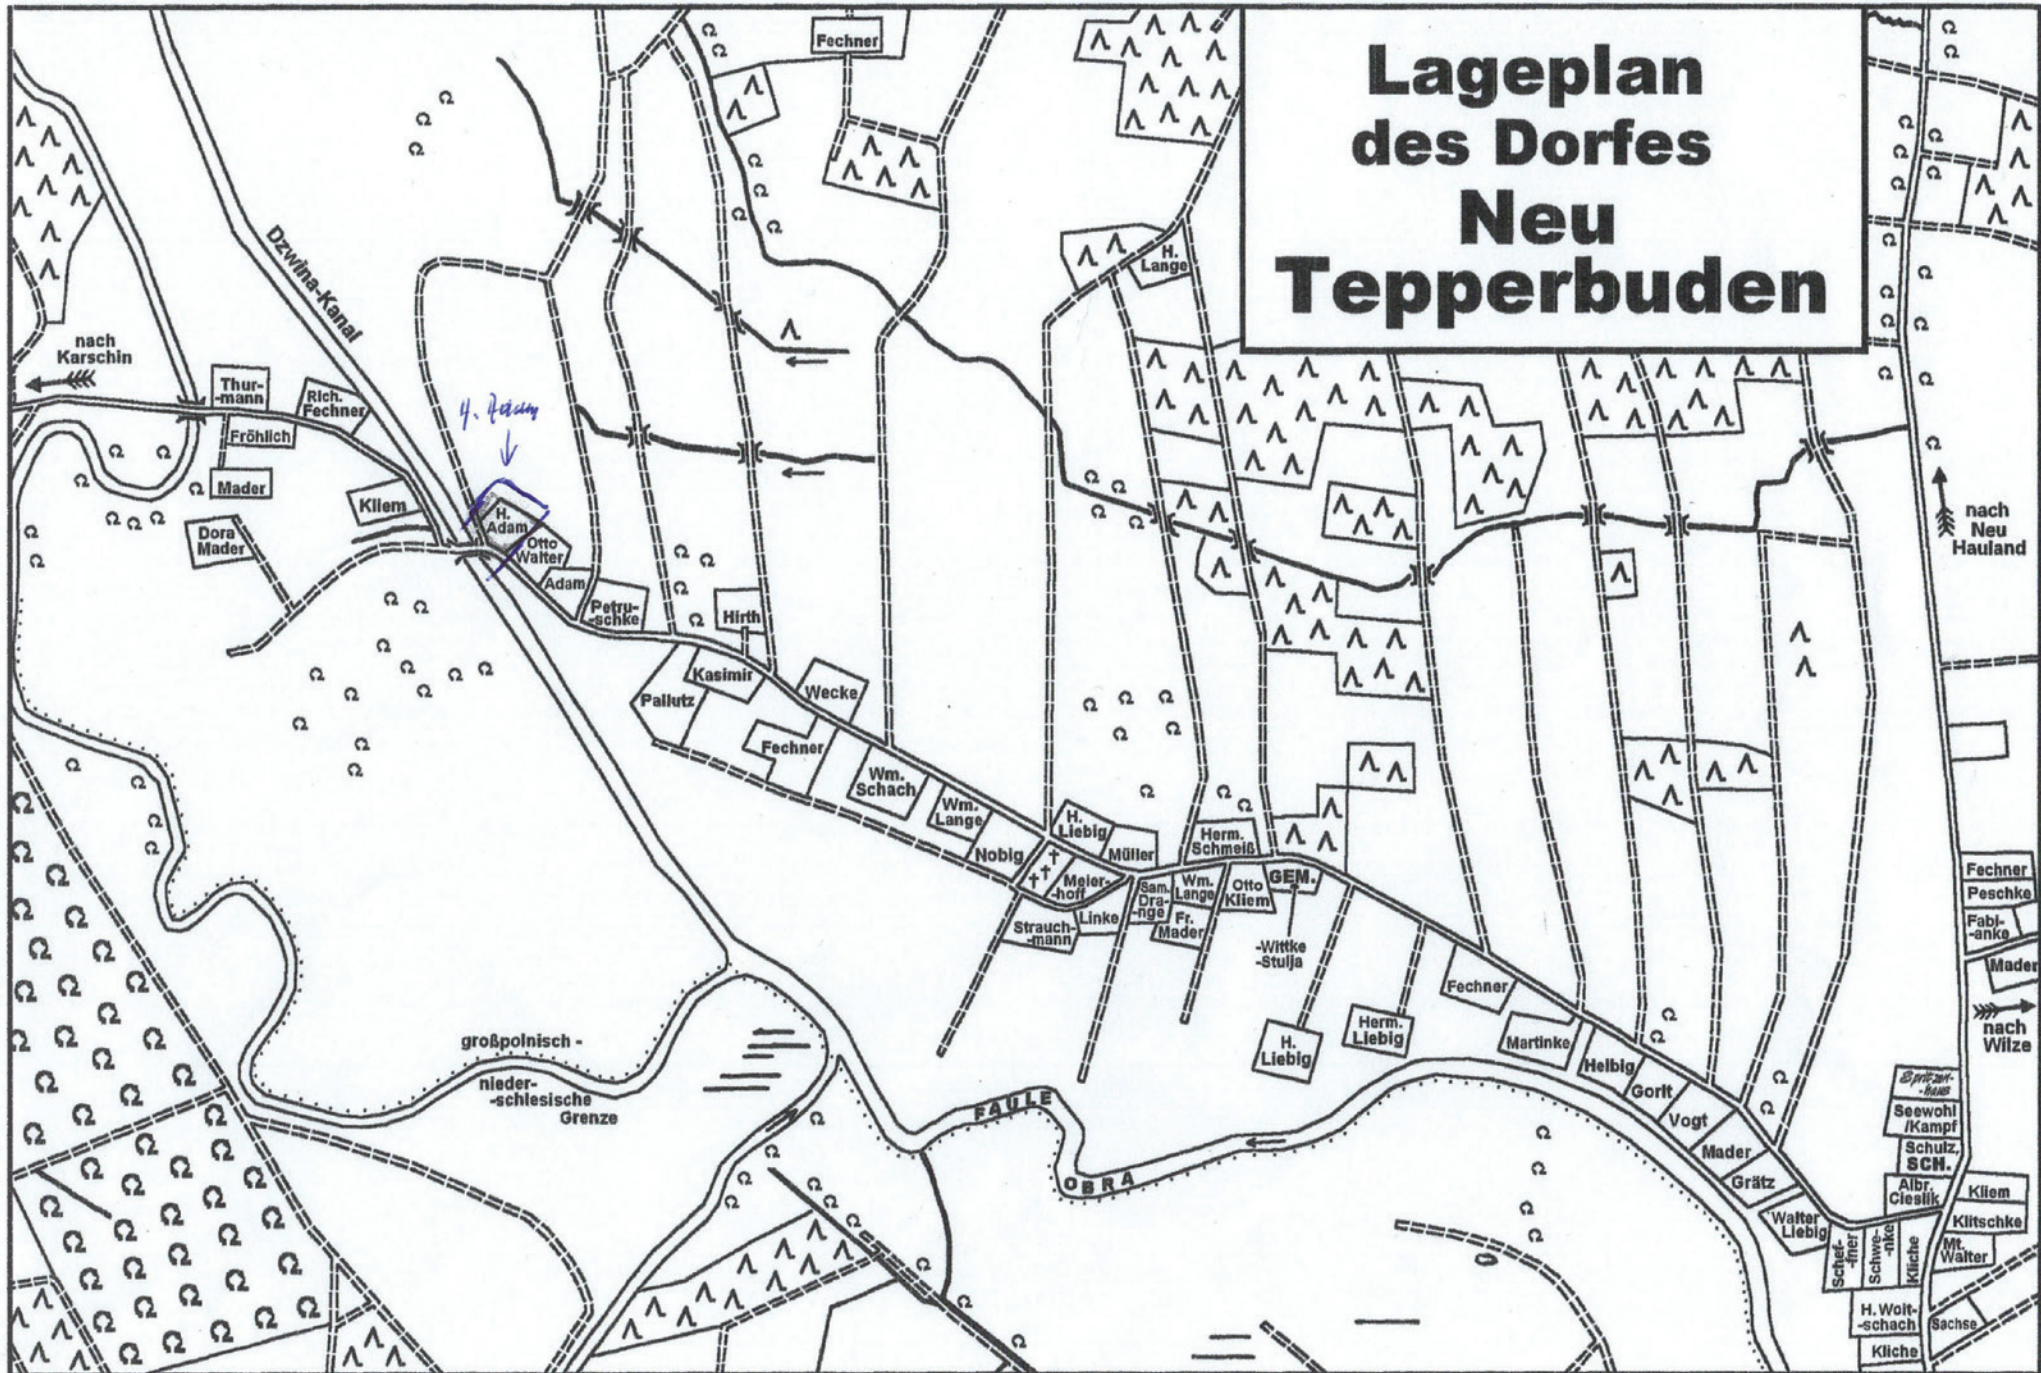 Lageplan
des Dorfes
Neu
Tepperbuden
Fechner
H.
Lange
Dzwina-Kanal
nach
Karschin
Thur-
-mann
Rich.
Fechner
Fröhlich
Mader
Kliem
Dora
Mader
H. Adam
H.
Adam
Otto
Walter
Adam
Petru-
-schke
Hirth
Kasimir
Pallutz
Wecke
Fechner
Wm.
Schach
Wm.
Lange
Nobig
H.
Liebig
Müller
Meier-
-hoff
Strauch-
-mann
Linke
Sam.
Dra-
-nge
Wm.
Lange
Fr.
Mader
Herm.
Schmeiß
Otto
Kliem
GEM.
-Wittke
-Stulja
H.
Liebig
Herm.
Liebig
Fechner
Martinke
Helbig
Gorlt
Vogt
Mader
Grätz
Walter
Liebig
Schef-
-fner
Schwe-
-nke
Kliche
nach
Neu
Hauland
Fechner
Peschke
Fabi-
-anke
Mader
nach
Wilze
Spritzen-
-haus
Seewohl
/Kampf
Schulz,
SCH.
Albr.
Cieslik
Kliem
Klitschke
Mt.
Walter
H. Woit-
-schach
Sachse
Kliche
großpolnisch -
nieder-
-schlesische
Grenze
FAULE
OBRA